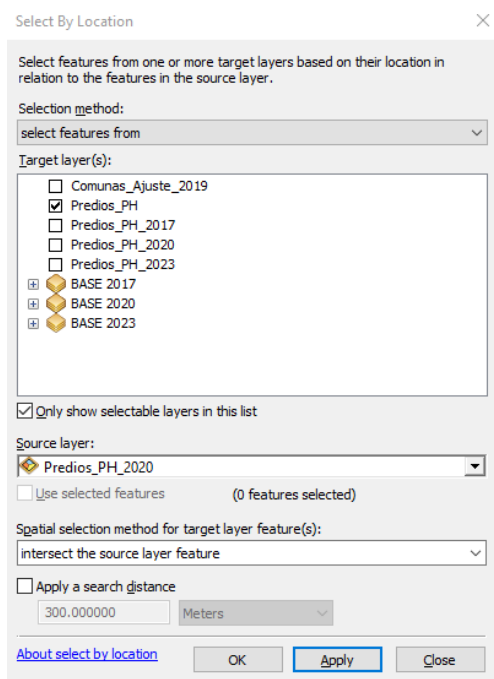 Select By Location
Select features from one or more target layers based on their location in
relation to the features in the source layer.
Selection method:
select features from
Target layer(s):
Comunas_Ajuste_2019
Predios_PH
Predios_PH_2017
Predios_PH_2020
Predios_PH_2023
BASE 2017
BASE 2020
BASE 2023
Only show selectable layers in this list
Source layer:
Predios_PH_2020
Use selected features (0 features selected)
Spatial selection method for target layer feature(s):
intersect the source layer feature
Apply a search distance
300.000000 Meters
About select by location OK Apply Close